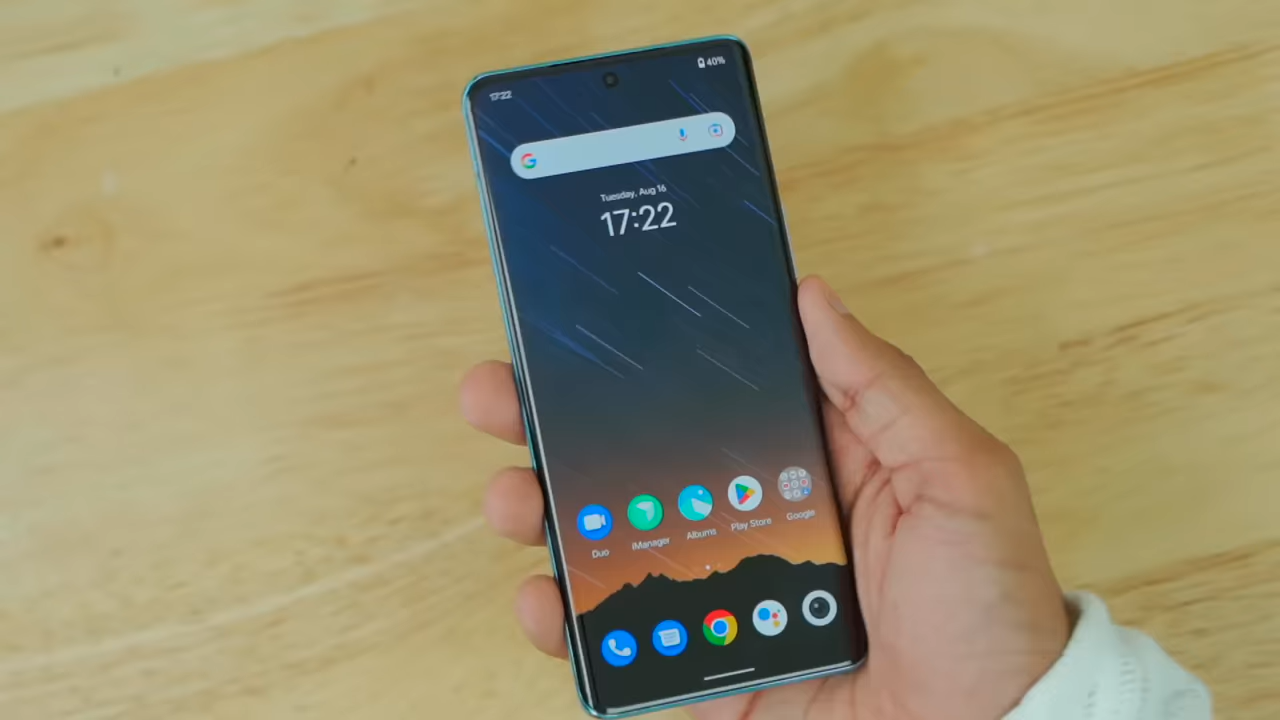 17:22
40%
Tuesday, Aug 16
17:22
Duo
iManager
Albums
Play Store
Google